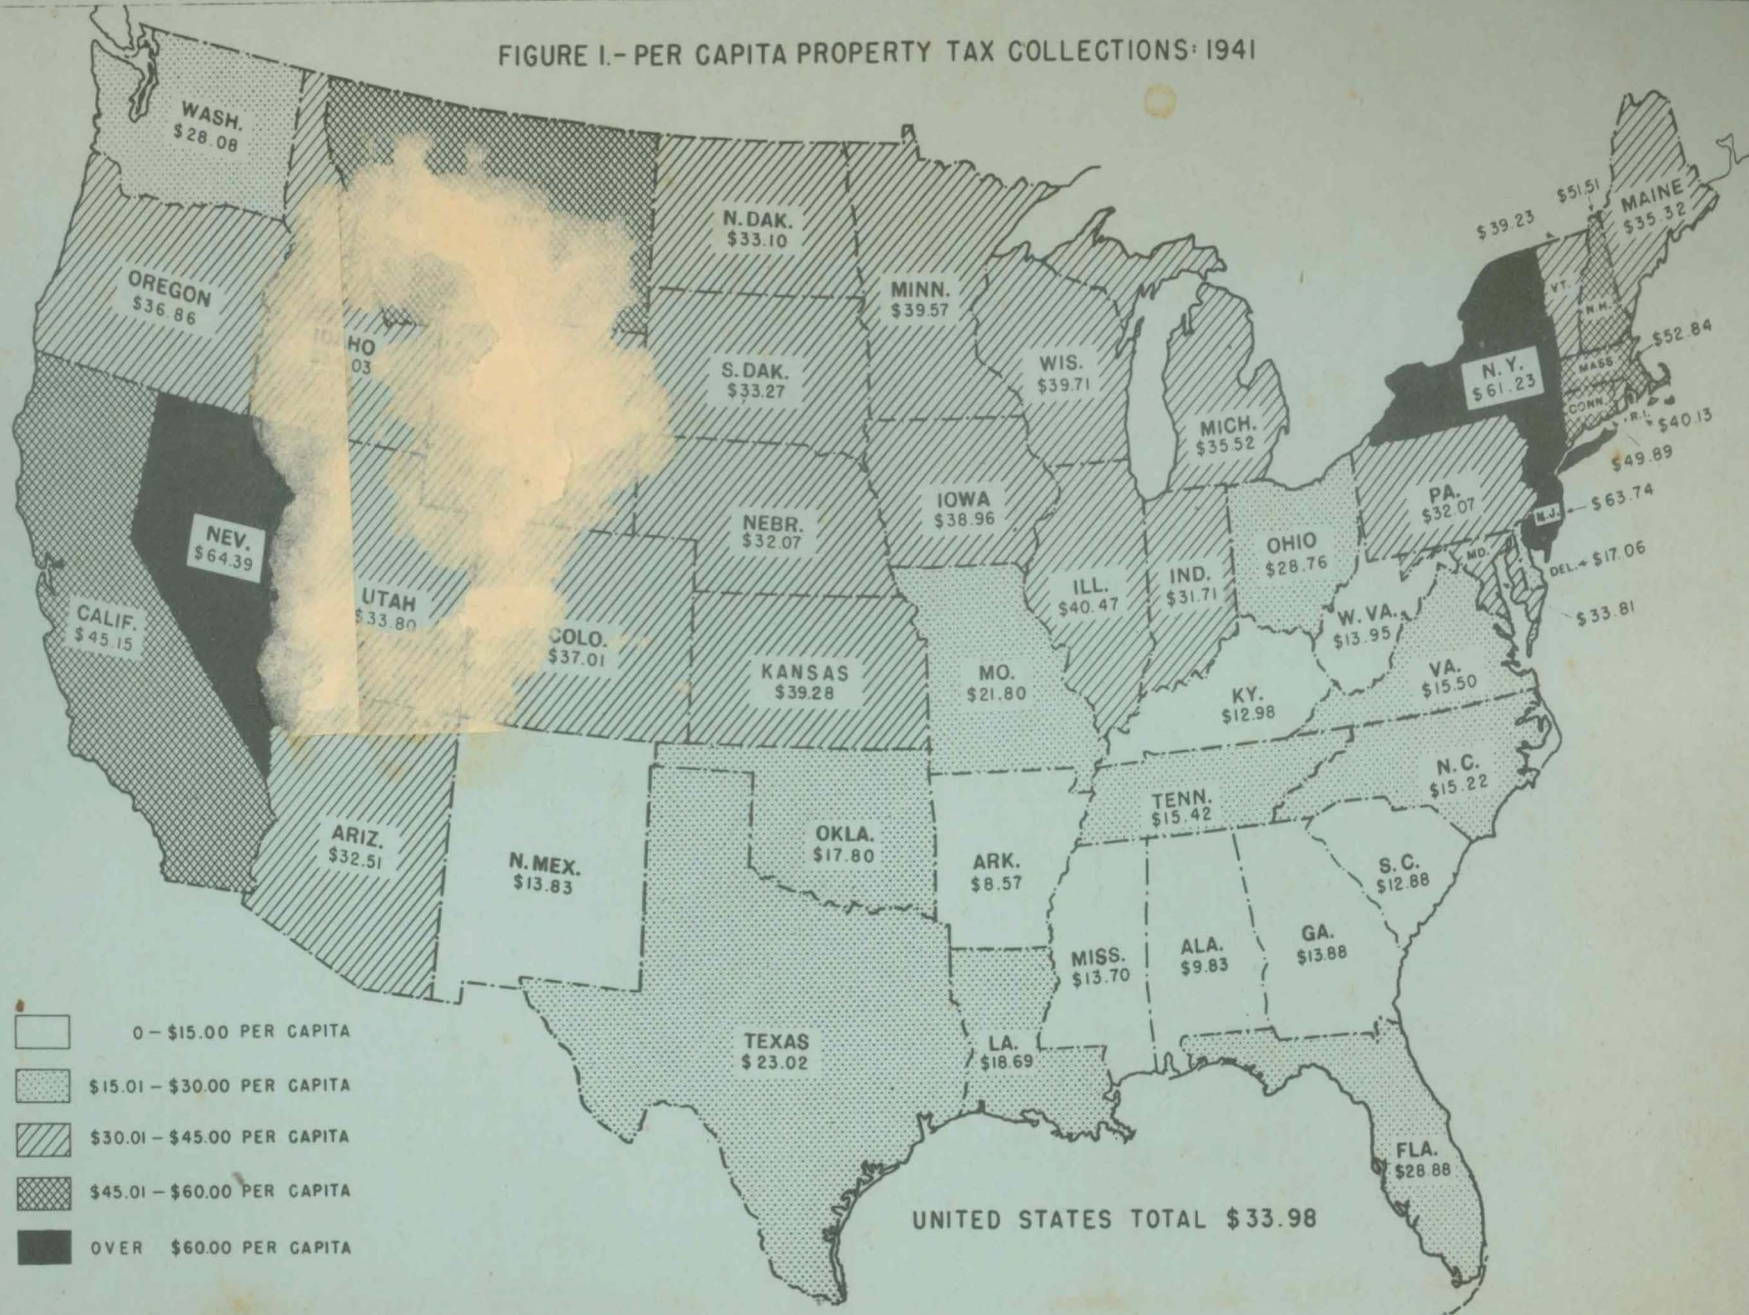 FIGURE I.- PER CAPITA PROPERTY TAX COLLECTIONS: 1941
WASH.
$28.08
OREGON
$36.86
CALIF.
$45.15
NEV.
$64.39
IDAHO
03
UTAH
$33.80
ARIZ.
$32.51
COLO.
$37.01
N.MEX.
$13.83
N.DAK.
$33.10
S.DAK.
$33.27
NEBR.
$32.07
KANSAS
$39.28
OKLA.
$17.80
TEXAS
$23.02
MINN.
$39.57
IOWA
$38.96
MO.
$21.80
ARK.
$8.57
LA.
$18.69
WIS.
$39.71
ILL.
$40.47
MICH.
$35.52
IND.
$31.71
OHIO
$28.76
KY.
$12.98
TENN.
$15.42
MISS.
$13.70
ALA.
$9.83
GA.
$13.88
FLA.
$28.88
S.C.
$12.88
N.C.
$15.22
VA.
$15.50
W.VA.
$13.95
PA.
$32.07
N.Y.
$61.23
MAINE
$35.32
$51.51
$39.23
VT.
N.H.
MASS
$52.84
CONN.
R.I.
$40.13
$49.89
N.J.
$63.74
MD.
DEL.
$17.06
$33.81
0 – $15.00 PER CAPITA
$15.01 – $30.00 PER CAPITA
$30.01 – $45.00 PER CAPITA
$45.01 – $60.00 PER CAPITA
OVER $60.00 PER CAPITA
UNITED STATES TOTAL $33.98